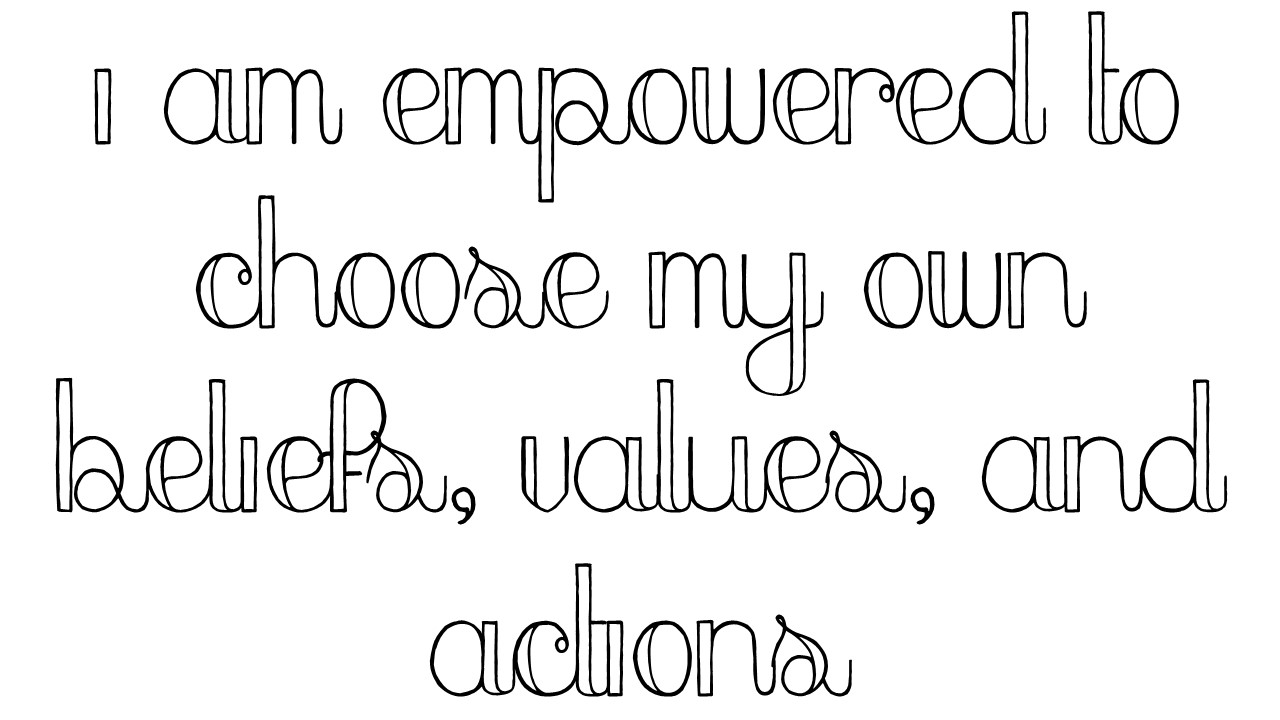 i am empowered to
choose my own
beliefs, values, and
actions